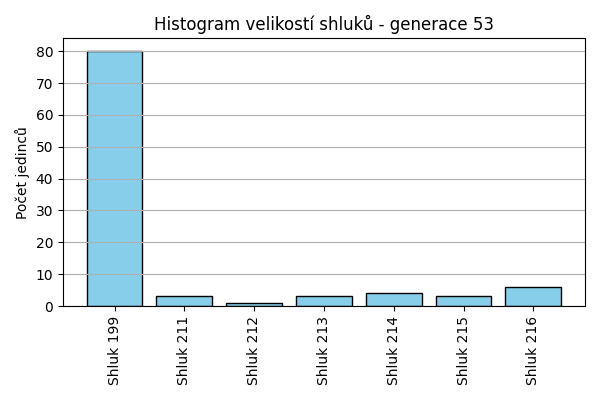 Histogram velikostí shluků - generace 53
Počet jedinců
80
70
60
50
40
30
20
10
0
Shluk 199
Shluk 211
Shluk 212
Shluk 213
Shluk 214
Shluk 215
Shluk 216